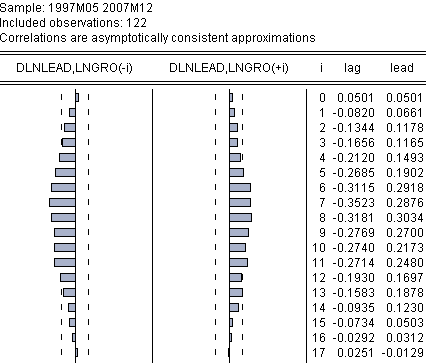 Sample: 1997M05 2007M12
Included observations: 122
Correlations are asymptotically consistent approximations
DLNLEAD,LNGRO(-i) DLNLEAD,LNGRO(+i) i lag lead
0 0.0501 0.0501
1 -0.0820 0.0661
2 -0.1344 0.1178
3 -0.1656 0.1165
4 -0.2120 0.1493
5 -0.2685 0.1902
6 -0.3115 0.2918
7 -0.3523 0.2876
8 -0.3181 0.3034
9 -0.2769 0.2700
10 -0.2740 0.2173
11 -0.2714 0.2480
12 -0.1930 0.1697
13 -0.1583 0.1878
14 -0.0935 0.1230
15 -0.0734 0.0503
16 -0.0292 0.0312
17 0.0251 -0.0129